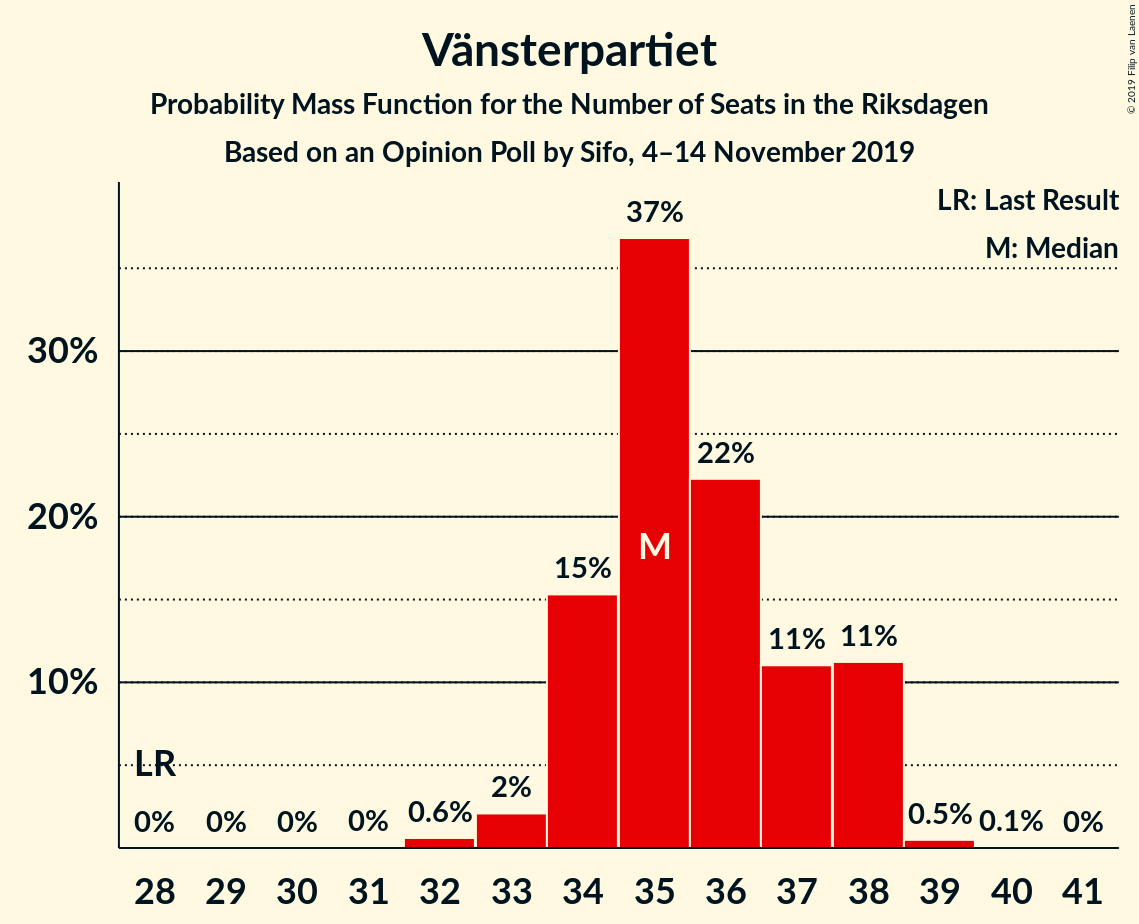 Vänsterpartiet
Probability Mass Function for the Number of Seats in the Riksdagen
Based on an Opinion Poll by Sifo, 4–14 November 2019
© 2019 Filip van Laenen
LR: Last Result
M: Median
37%
30%
22%
20%
M
15%
11% 11%
10%
LR
0% 0% 0% 0% 0.6% 2% 0.5% 0.1% 0%
28 29 30 31 32 33 34 35 36 37 38 39 40 41